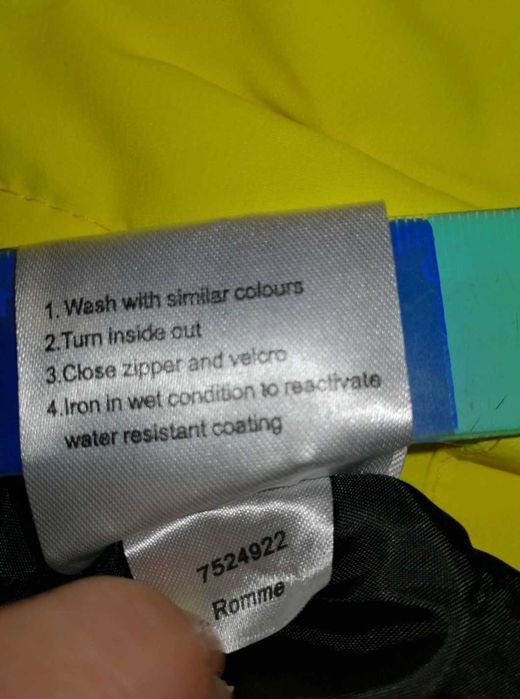 1. Wash with similar colours
2.Turn inside out
3.Close zipper and velcro
4.Iron in wet condition to reactivate
water resistant coating
7524922
Romme